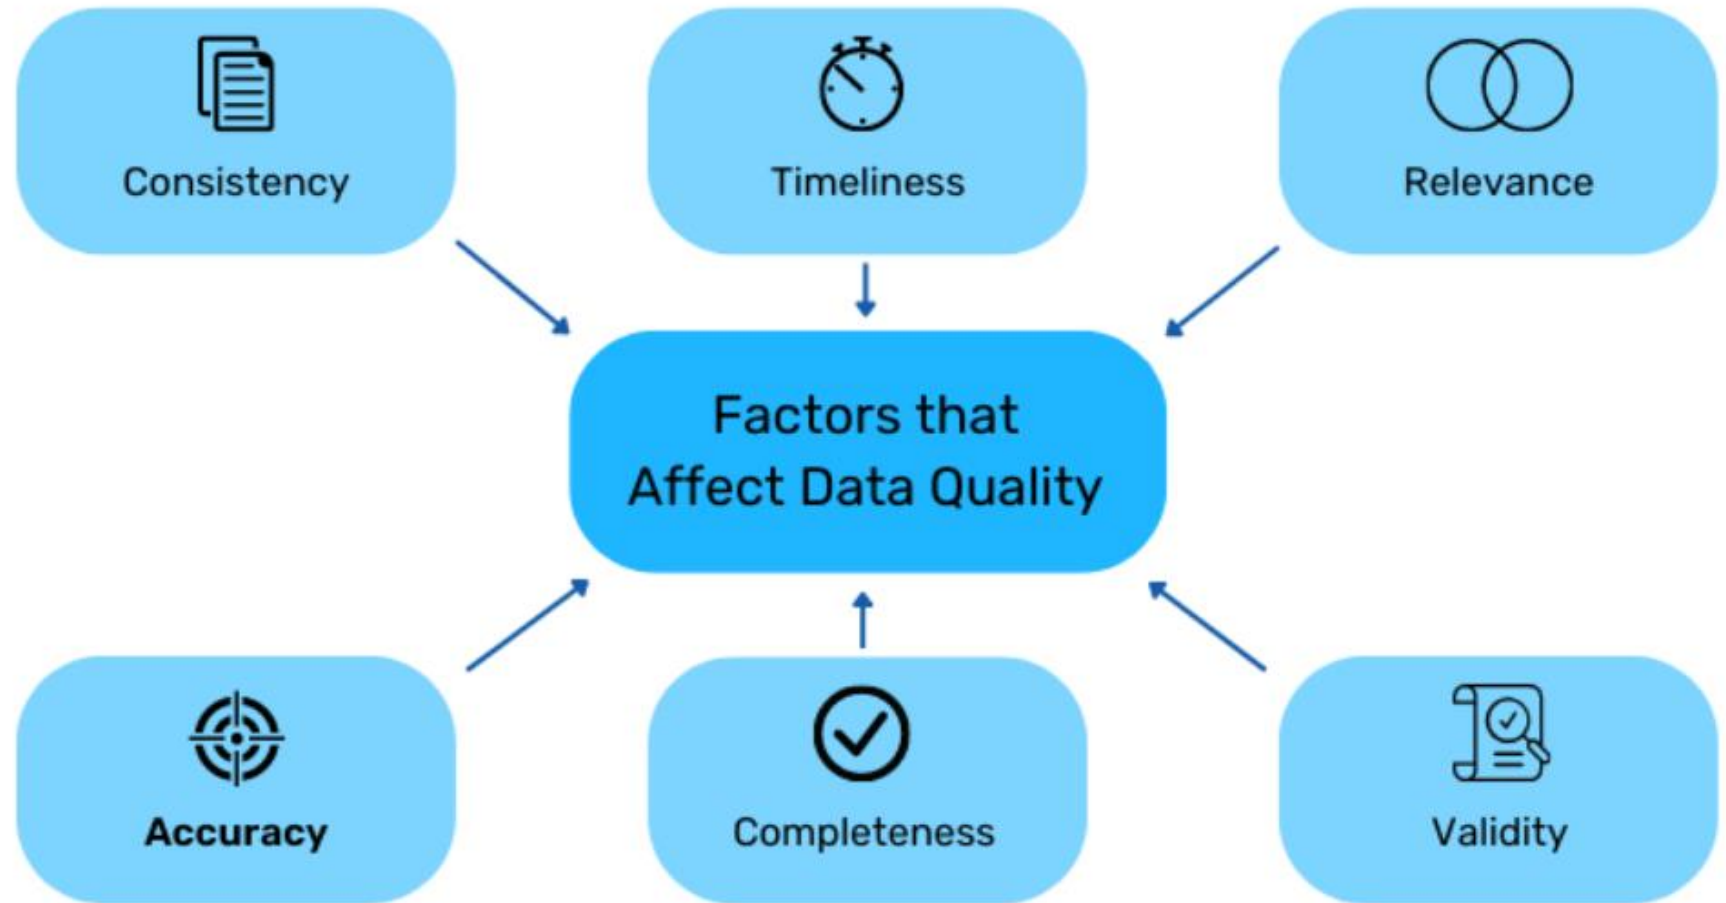 Consistency
Timeliness
Relevance
Factors that
Affect Data Quality
Accuracy
Completeness
Validity